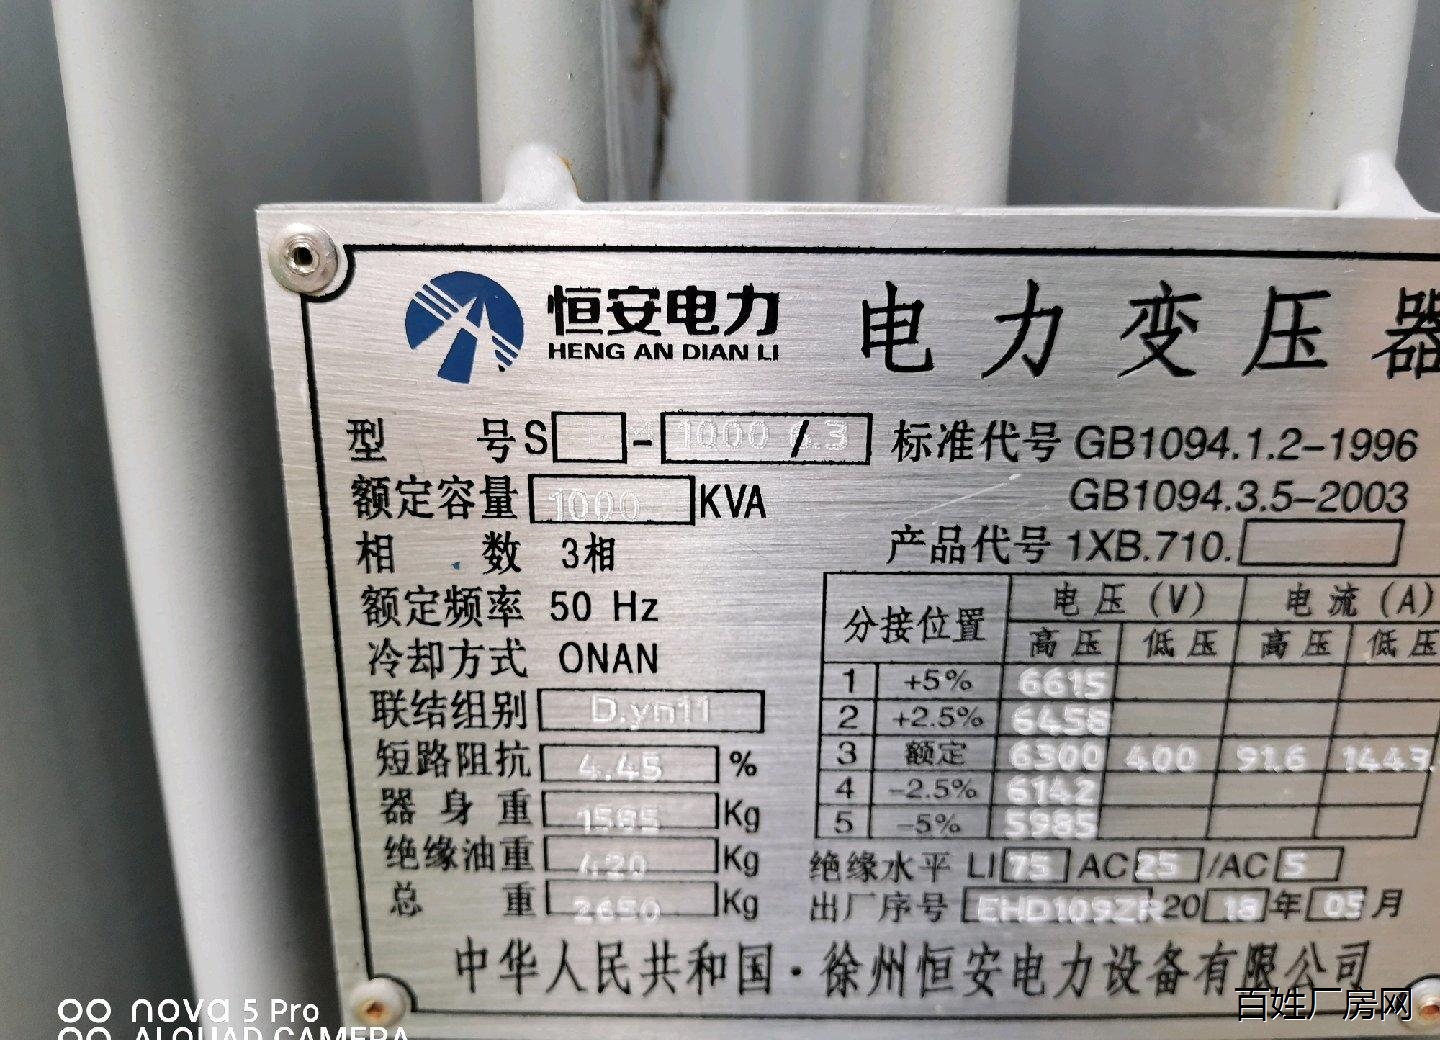 恒安电力
HENG AN DIAN LI
电力变压器
型号 S - 1000 / 6.3 标准代号 GB1094.1.2-1996
额定容量 1000 KVA GB1094.3.5-2003
相数 3相 产品代号 1XB.710.
额定频率 50 Hz
冷却方式 ONAN
联结组别 D.yn11
短路阻抗 4.45 %
器身重 1585 Kg
绝缘油重 420 Kg
总重 2650 Kg
分接位置 电压(V) 电流(A)
高压 低压 高压 低压
1 +5% 6615
2 +2.5% 6458
3 额定 6300 400 91.6 1443.
4 -2.5% 6142
5 -5% 5985
绝缘水平 LI 75 AC 25 /AC 5
出厂序号 EHD109ZR 20 18 年 05 月
中华人民共和国·徐州恒安电力设备有限公司
nova 5 Pro
AI QUAD CAMERA
百姓厂房网